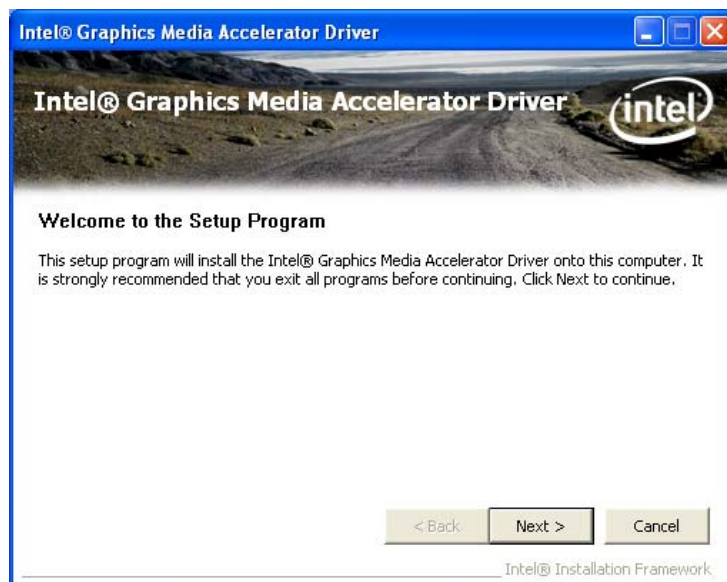 Intel® Graphics Media Accelerator Driver
Intel® Graphics Media Accelerator Driver
intel
Welcome to the Setup Program
This setup program will install the Intel® Graphics Media Accelerator Driver onto this computer. It
is strongly recommended that you exit all programs before continuing. Click Next to continue.
< Back Next > Cancel
Intel® Installation Framework